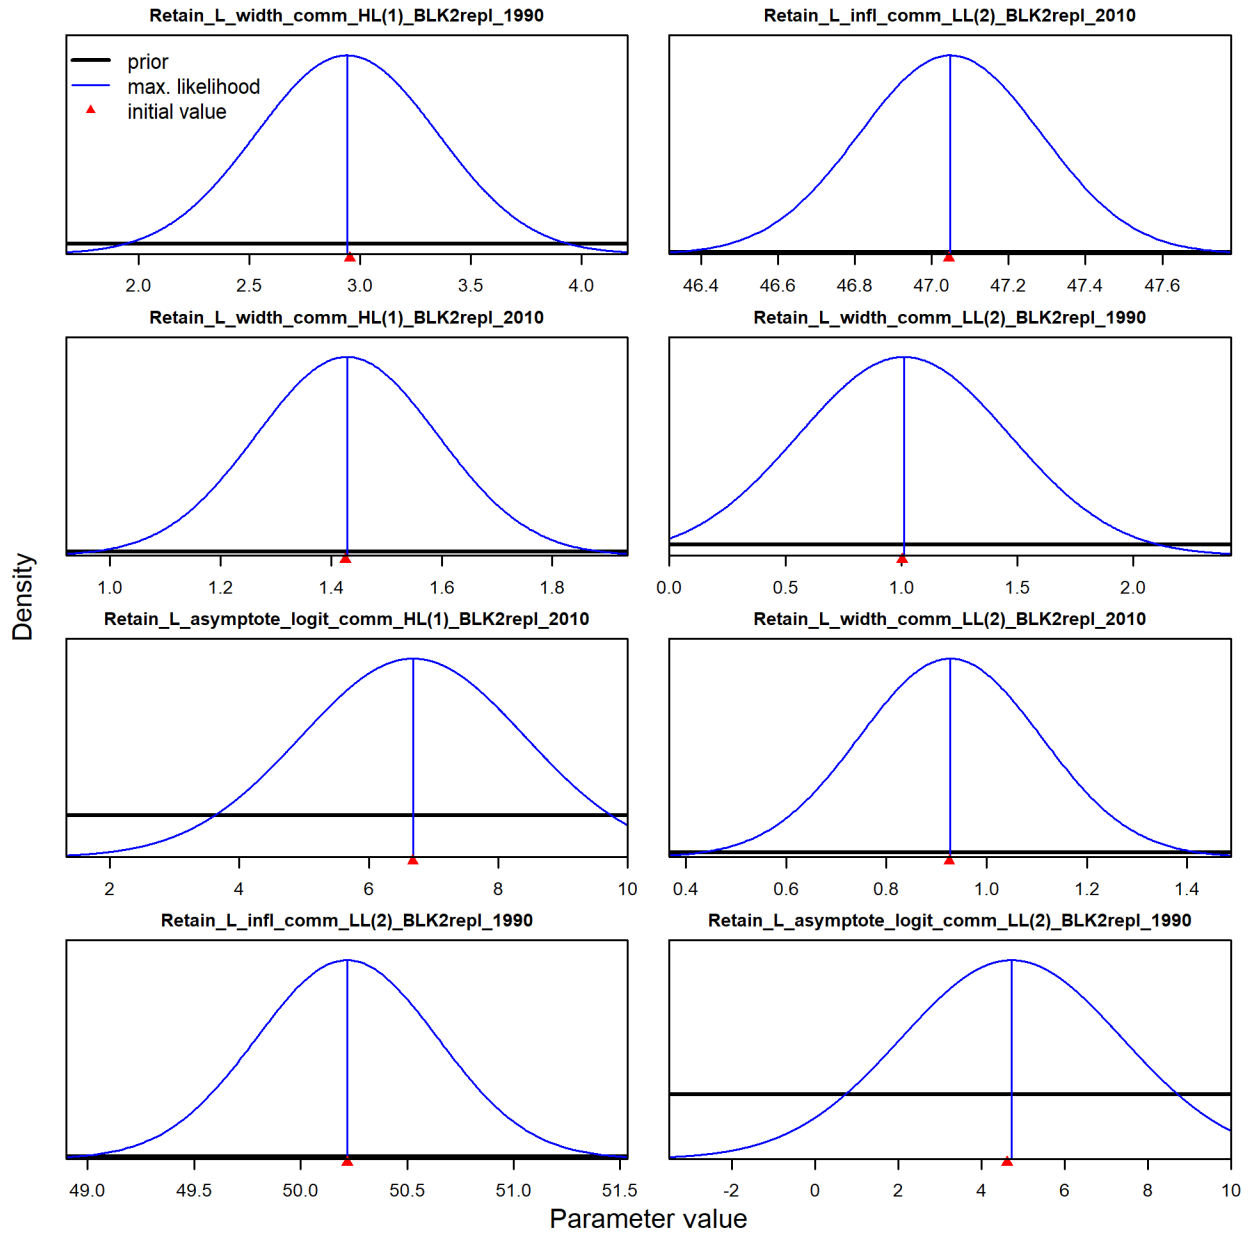 Retain_L_width_comm_HL(1)_BLK2repl_1990
prior
max. likelihood
initial value
2.0 2.5 3.0 3.5 4.0
Retain_L_infl_comm_LL(2)_BLK2repl_2010
46.4 46.6 46.8 47.0 47.2 47.4 47.6
Retain_L_width_comm_HL(1)_BLK2repl_2010
1.0 1.2 1.4 1.6 1.8
Retain_L_width_comm_LL(2)_BLK2repl_1990
0.0 0.5 1.0 1.5 2.0
Retain_L_asymptote_logit_comm_HL(1)_BLK2repl_2010
2 4 6 8 10
Retain_L_width_comm_LL(2)_BLK2repl_2010
0.4 0.6 0.8 1.0 1.2 1.4
Retain_L_infl_comm_LL(2)_BLK2repl_1990
49.0 49.5 50.0 50.5 51.0 51.5
Retain_L_asymptote_logit_comm_LL(2)_BLK2repl_1990
-2 0 2 4 6 8 10
Density
Parameter value